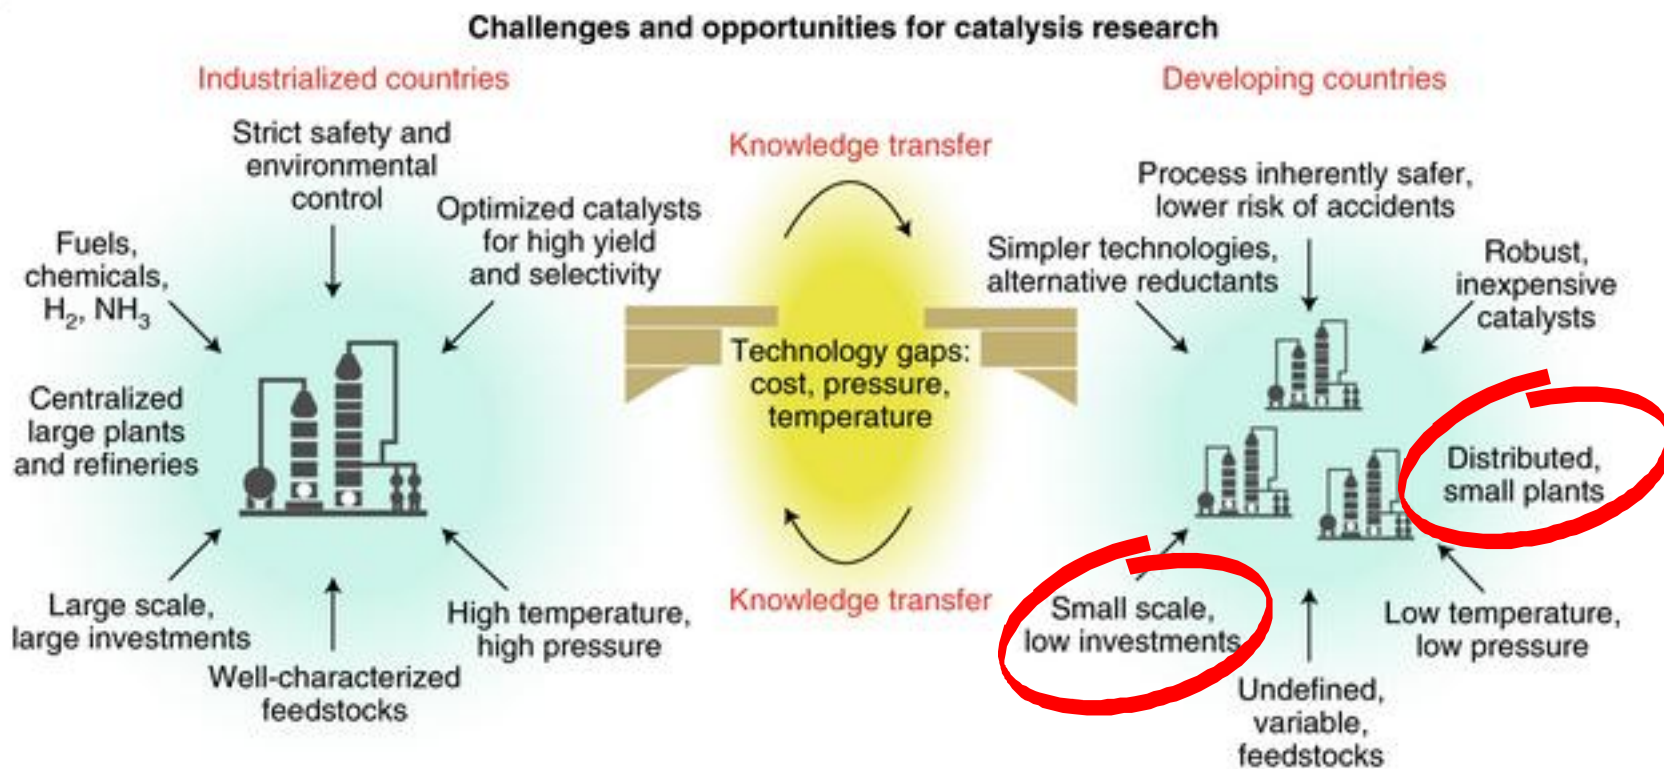 Challenges and opportunities for catalysis research
Industrialized countries
Strict safety and
environmental
control
Optimized catalysts
for high yield
and selectivity
Fuels,
chemicals,
H₂, NH₃
Centralized
large plants
and refineries
Large scale,
large investments
Well-characterized
feedstocks
High temperature,
high pressure
Knowledge transfer
Technology gaps:
cost, pressure,
temperature
Knowledge transfer
Developing countries
Process inherently safer,
lower risk of accidents
Simpler technologies,
alternative reductants
Robust,
inexpensive
catalysts
Distributed,
small plants
Small scale,
low investments
Low temperature,
low pressure
Undefined,
variable,
feedstocks